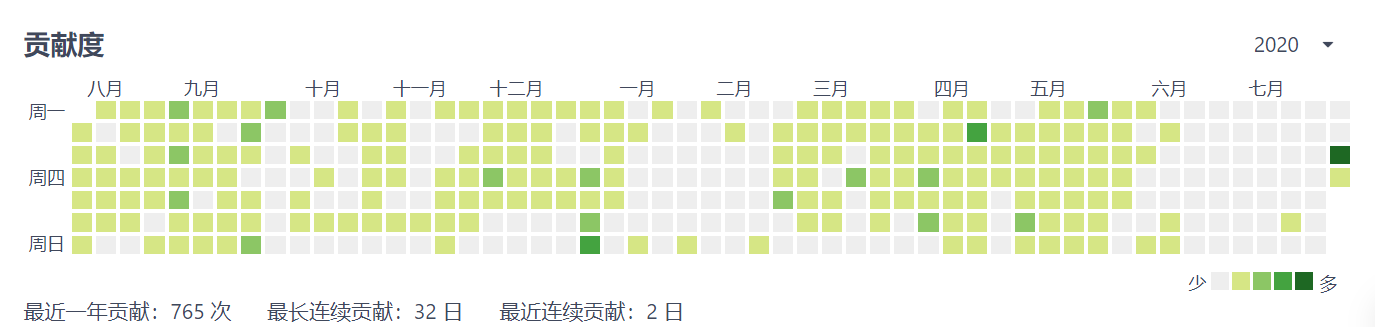 贡献度
2020
八月 九月 十月 十一月 十二月 一月 二月 三月 四月 五月 六月 七月
周一
周四
周日
少 多
最近一年贡献：765 次 最长连续贡献：32 日 最近连续贡献：2 日